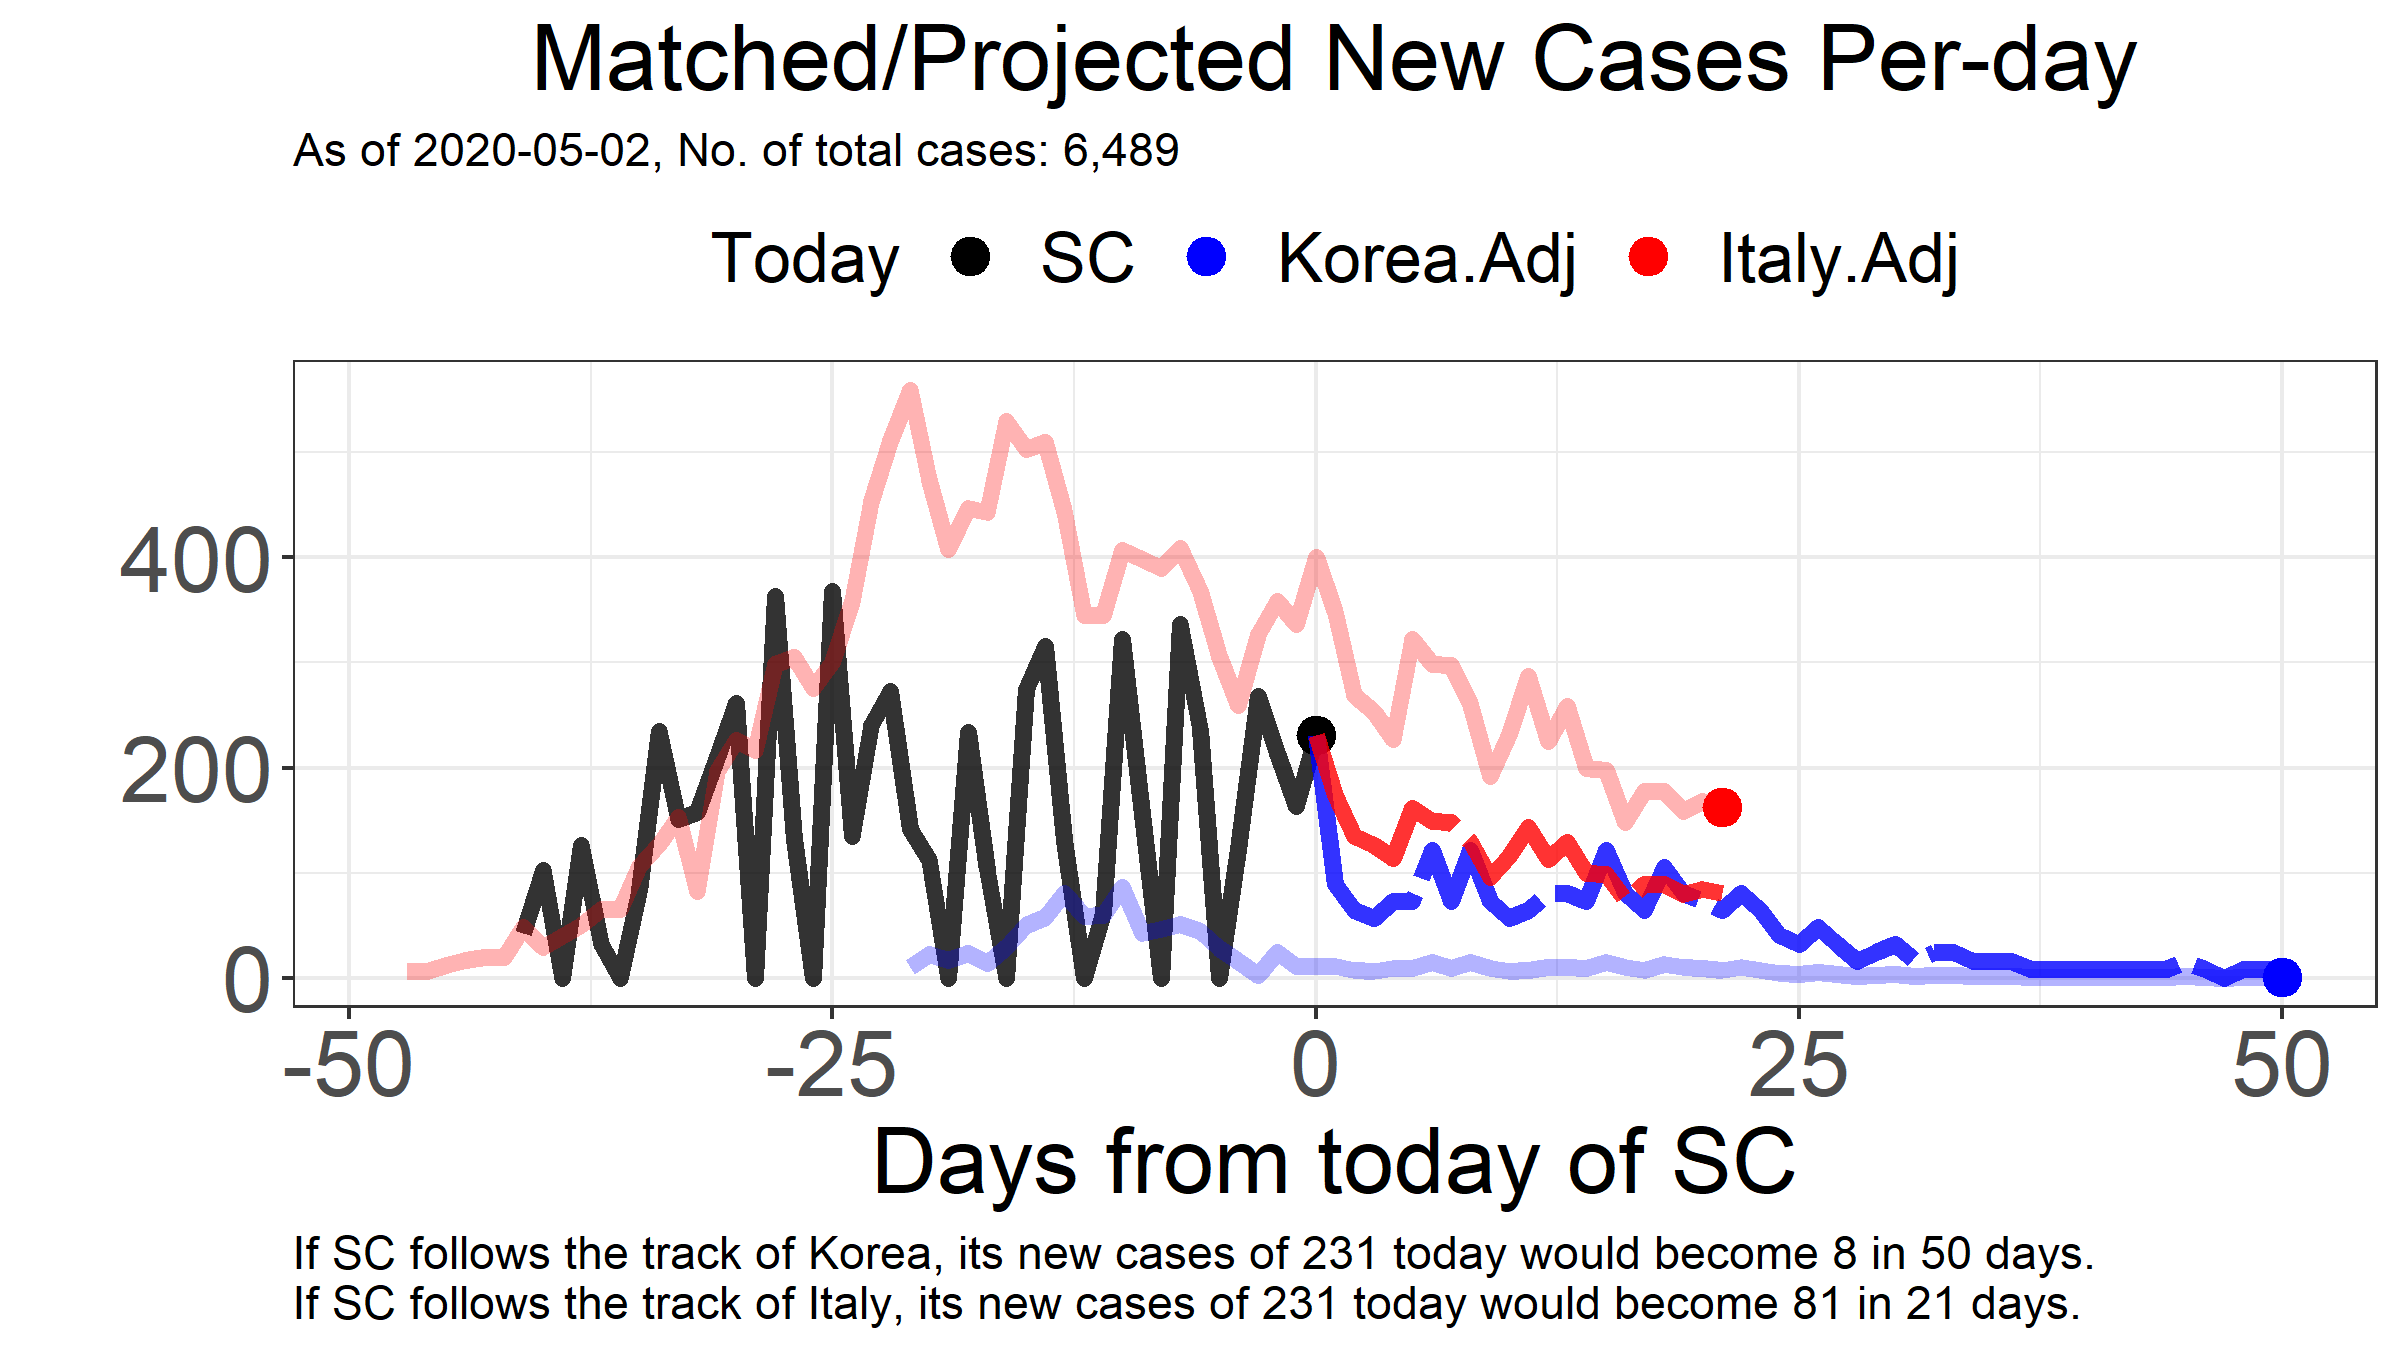 Matched/Projected New Cases Per-day
As of 2020-05-02, No. of total cases: 6,489
Today SC Korea.Adj Italy.Adj
400
200
0
-50 -25 0 25 50
Days from today of SC
If SC follows the track of Korea, its new cases of 231 today would become 8 in 50 days.
If SC follows the track of Italy, its new cases of 231 today would become 81 in 21 days.